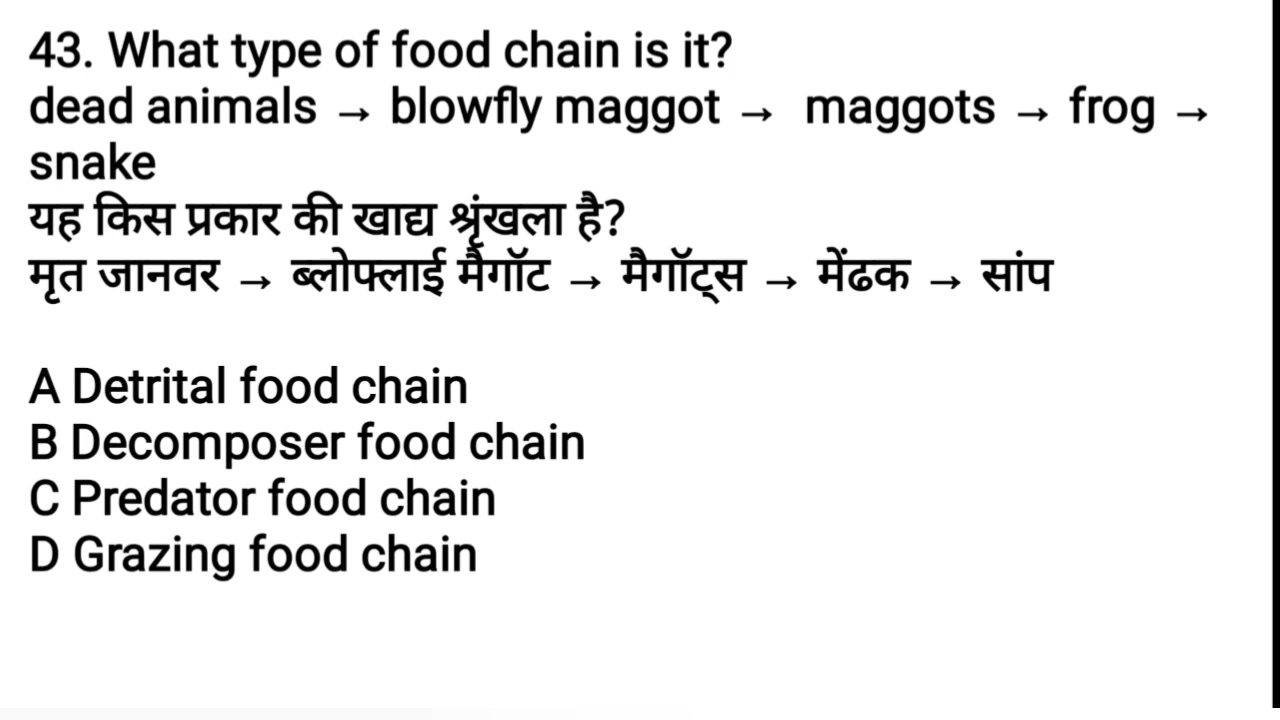 43. What type of food chain is it?
dead animals → blowfly maggot → maggots → frog →
snake
यह किस प्रकार की खाद्य श्रृंखला है?
मृत जानवर → ब्लोफ्लाई मैगॉट → मैगॉट्स → मेंढक → सांप
A Detrital food chain
B Decomposer food chain
C Predator food chain
D Grazing food chain